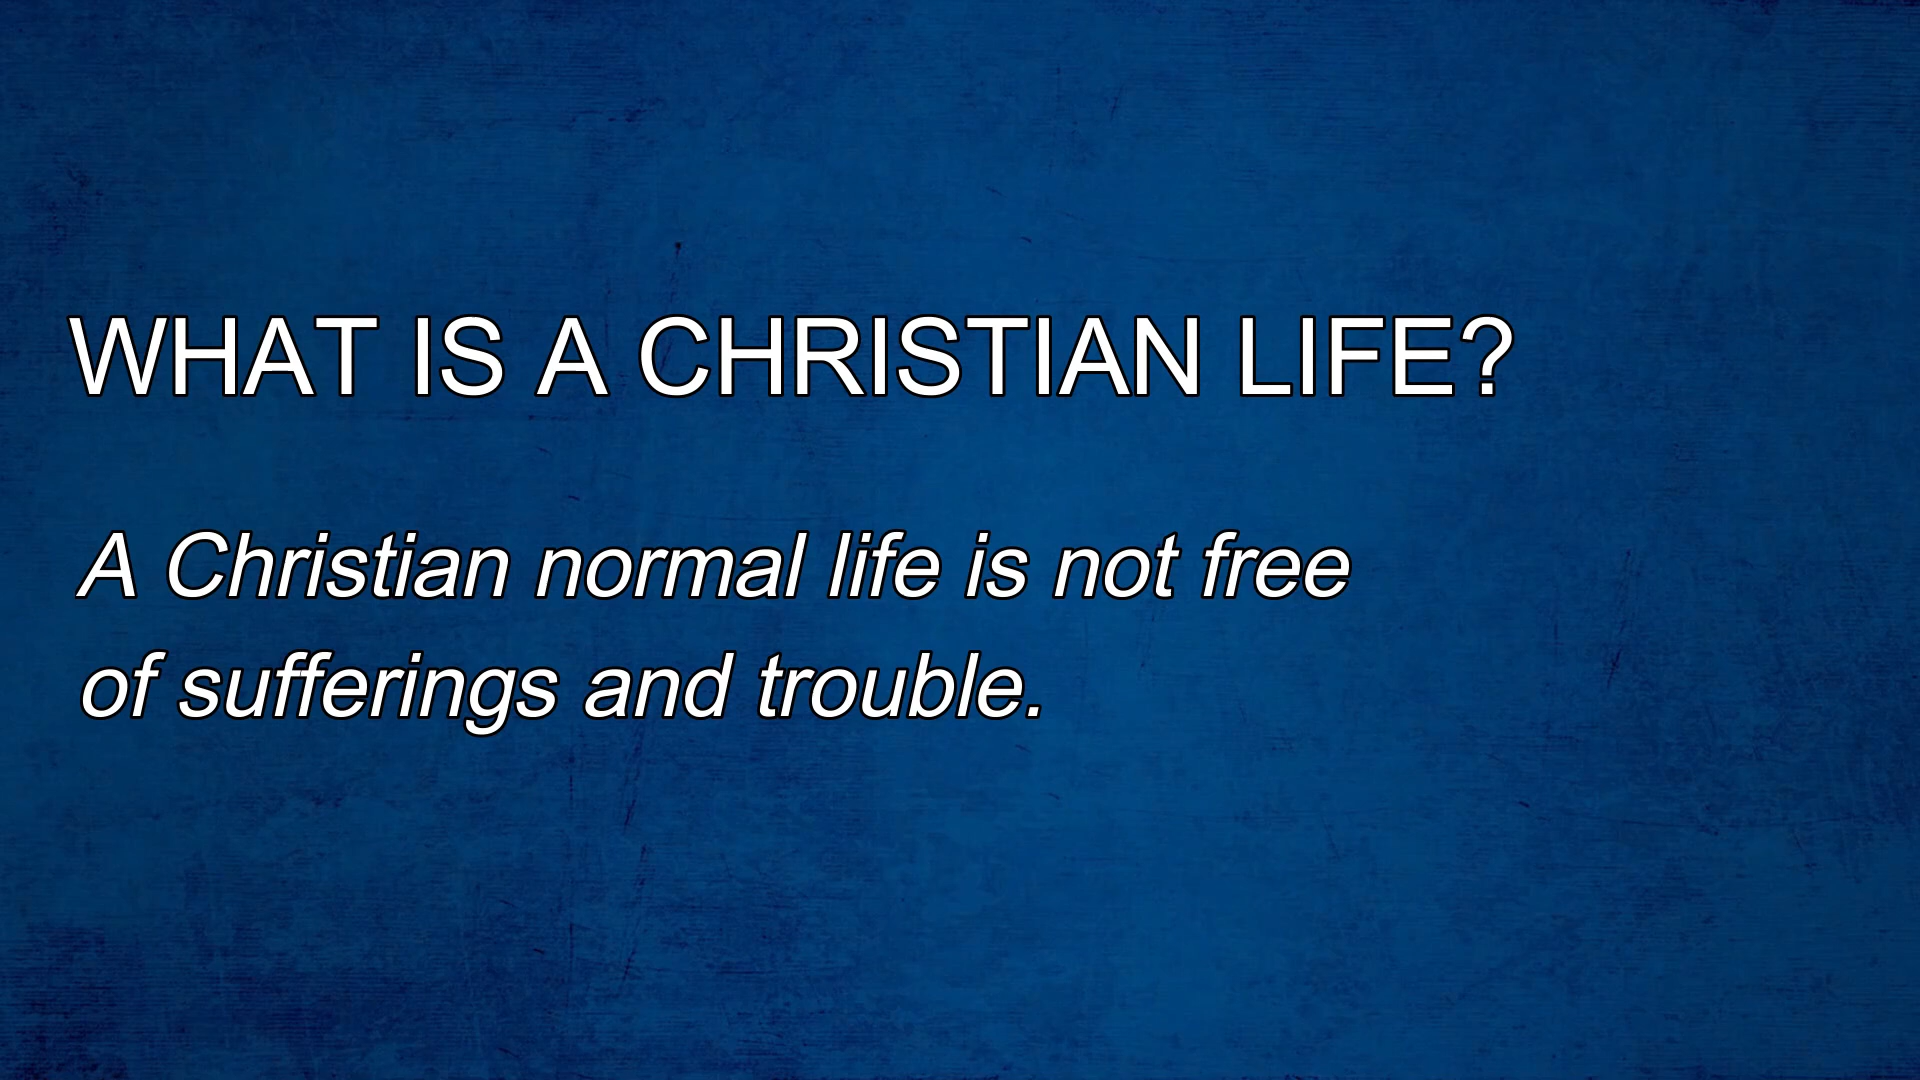 WHAT IS A CHRISTIAN LIFE?
A Christian normal life is not free
of sufferings and trouble.